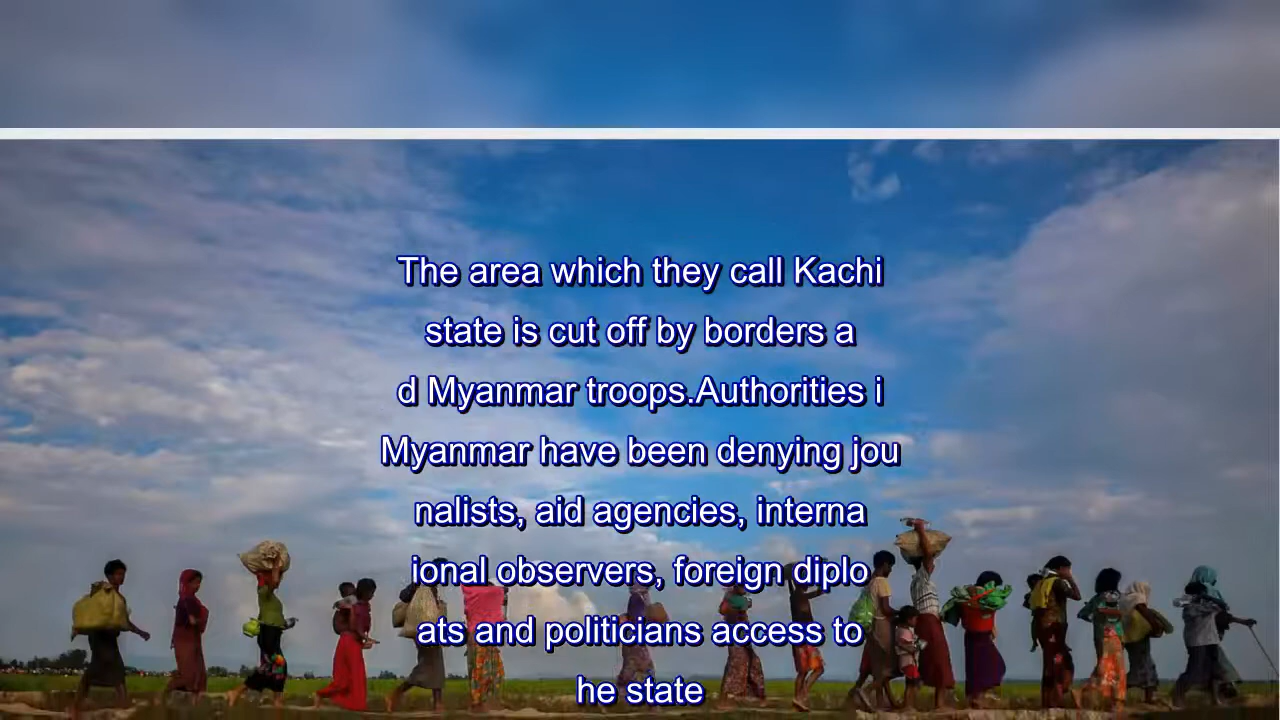 The area which they call Kachi
state is cut off by borders a
d Myanmar troops.Authorities i
Myanmar have been denying jou
nalists, aid agencies, interna
ional observers, foreign diplo
ats and politicians access to
he state